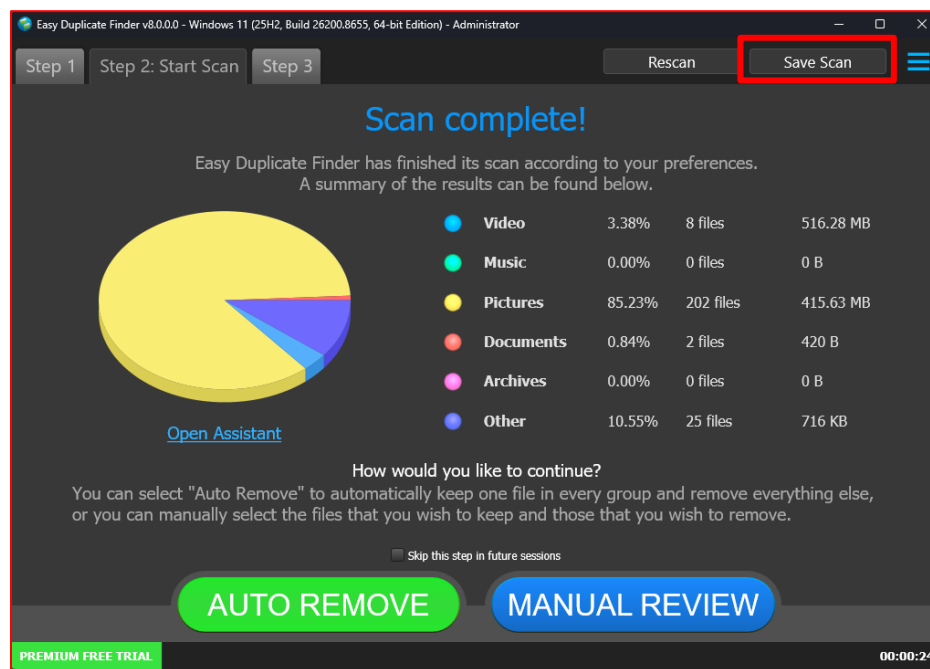 Easy Duplicate Finder v8.0.0.0 - Windows 11 (25H2, Build 26200.8655, 64-bit Edition) - Administrator
Step 1 Step 2: Start Scan Step 3 Rescan Save Scan
Scan complete!
Easy Duplicate Finder has finished its scan according to your preferences.
A summary of the results can be found below.
Video 3.38% 8 files 516.28 MB
Music 0.00% 0 files 0 B
Pictures 85.23% 202 files 415.63 MB
Documents 0.84% 2 files 420 B
Archives 0.00% 0 files 0 B
Other 10.55% 25 files 716 KB
Open Assistant
How would you like to continue?
You can select "Auto Remove" to automatically keep one file in every group and remove everything else,
or you can manually select the files that you wish to keep and those that you wish to remove.
Skip this step in future sessions
AUTO REMOVE MANUAL REVIEW
PREMIUM FREE TRIAL 00:00:24